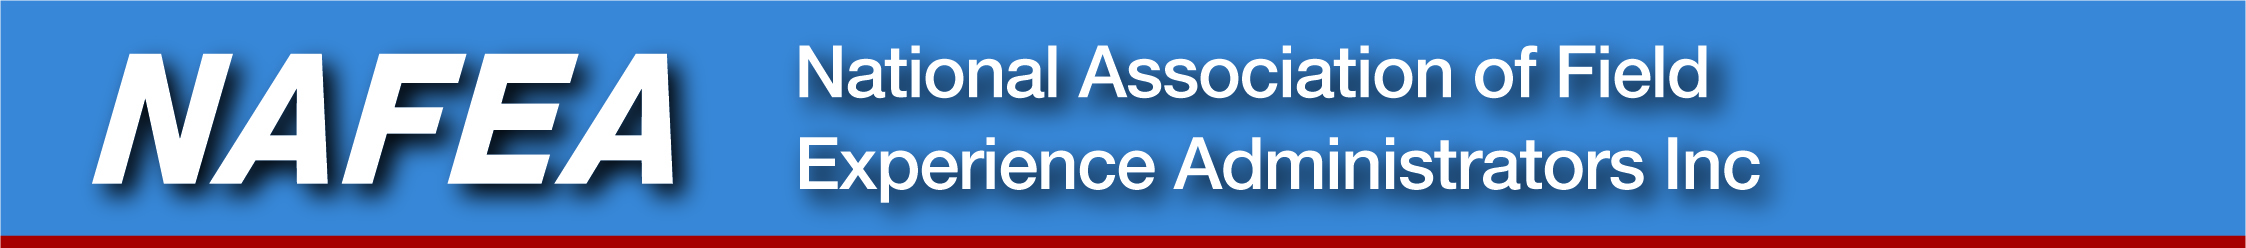 NAFEA
National Association of Field
Experience Administrators Inc